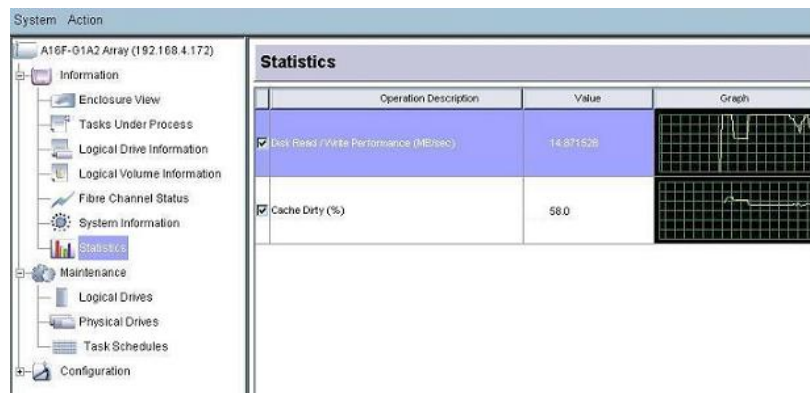 System Action
A16F-G1A2 Array (192.168.4.172)
Information
Enclosure View
Tasks Under Process
Logical Drive Information
Logical Volume Information
Fibre Channel Status
System Information
Statistics
Maintenance
Logical Drives
Physical Drives
Task Schedules
Configuration
Statistics
Operation Description Value Graph
Disk Read / Write Performance (MB/sec) 14.871528
Cache Dirty (%) 58.0